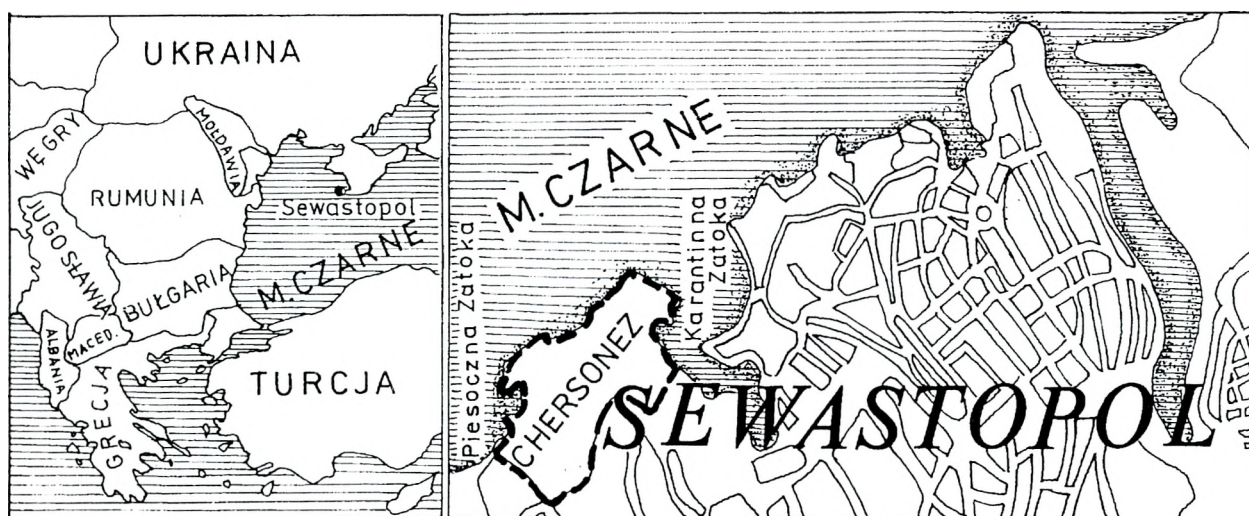 UKRAINA
MOŁDAWIA
WĘGRY
RUMUNIA
Sewastopol
JUGOSŁAWIA
M. CZARNE
BUŁGARIA
ALBANIA
MACED.
GRECJA
TURCJA
M. CZARNE
Piesoczna Zatoka
Karantinna
Zatoka
CHERSONEZ
SEWASTOPOL